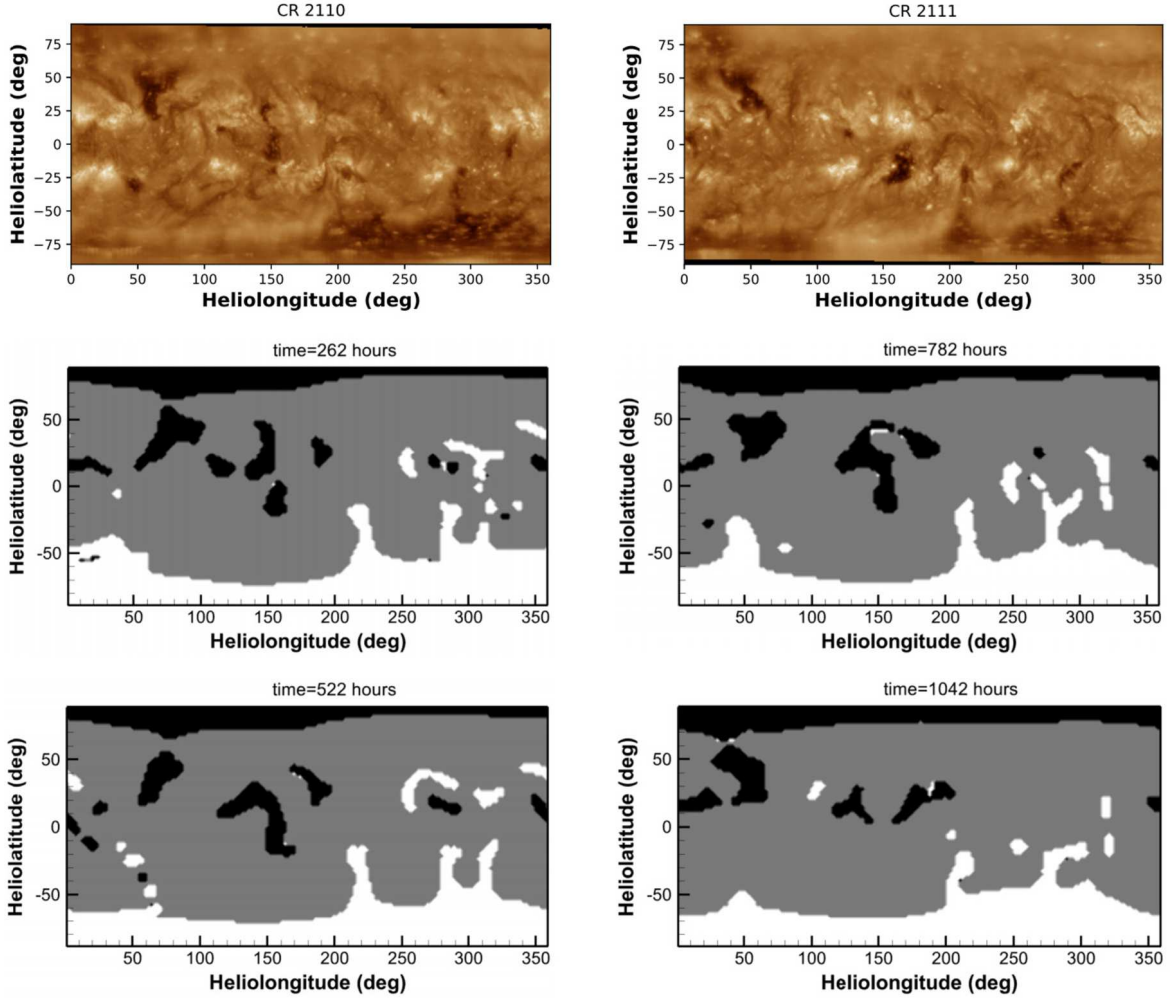 CR 2110
75
50
25
0
−25
−50
−75
Heliolatitude (deg)
0 50 100 150 200 250 300 350
Heliolongitude (deg)
CR 2111
75
50
25
0
−25
−50
−75
Heliolatitude (deg)
0 50 100 150 200 250 300 350
Heliolongitude (deg)
time=262 hours
50
0
-50
Heliolatitude (deg)
50 100 150 200 250 300 350
Heliolongitude (deg)
time=782 hours
50
0
-50
Heliolatitude (deg)
50 100 150 200 250 300 350
Heliolongitude (deg)
time=522 hours
50
0
-50
Heliolatitude (deg)
50 100 150 200 250 300 350
Heliolongitude (deg)
time=1042 hours
50
0
-50
Heliolatitude (deg)
50 100 150 200 250 300 350
Heliolongitude (deg)